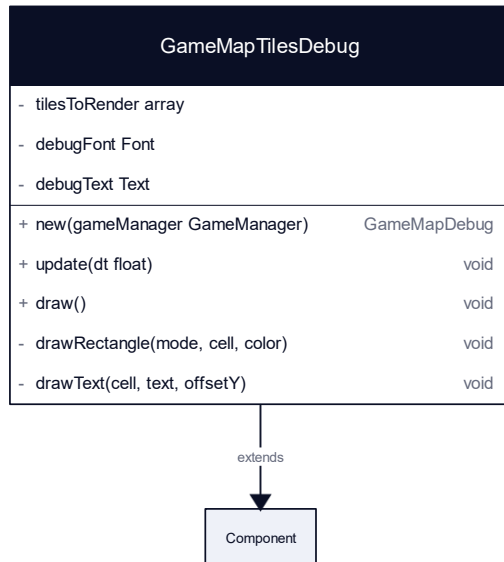 GameMapTilesDebug
- tilesToRender array
- debugFont Font
- debugText Text
+ new(gameManager GameManager) GameMapDebug
+ update(dt float) void
+ draw() void
- drawRectangle(mode, cell, color) void
- drawText(cell, text, offsetY) void
extends
Component